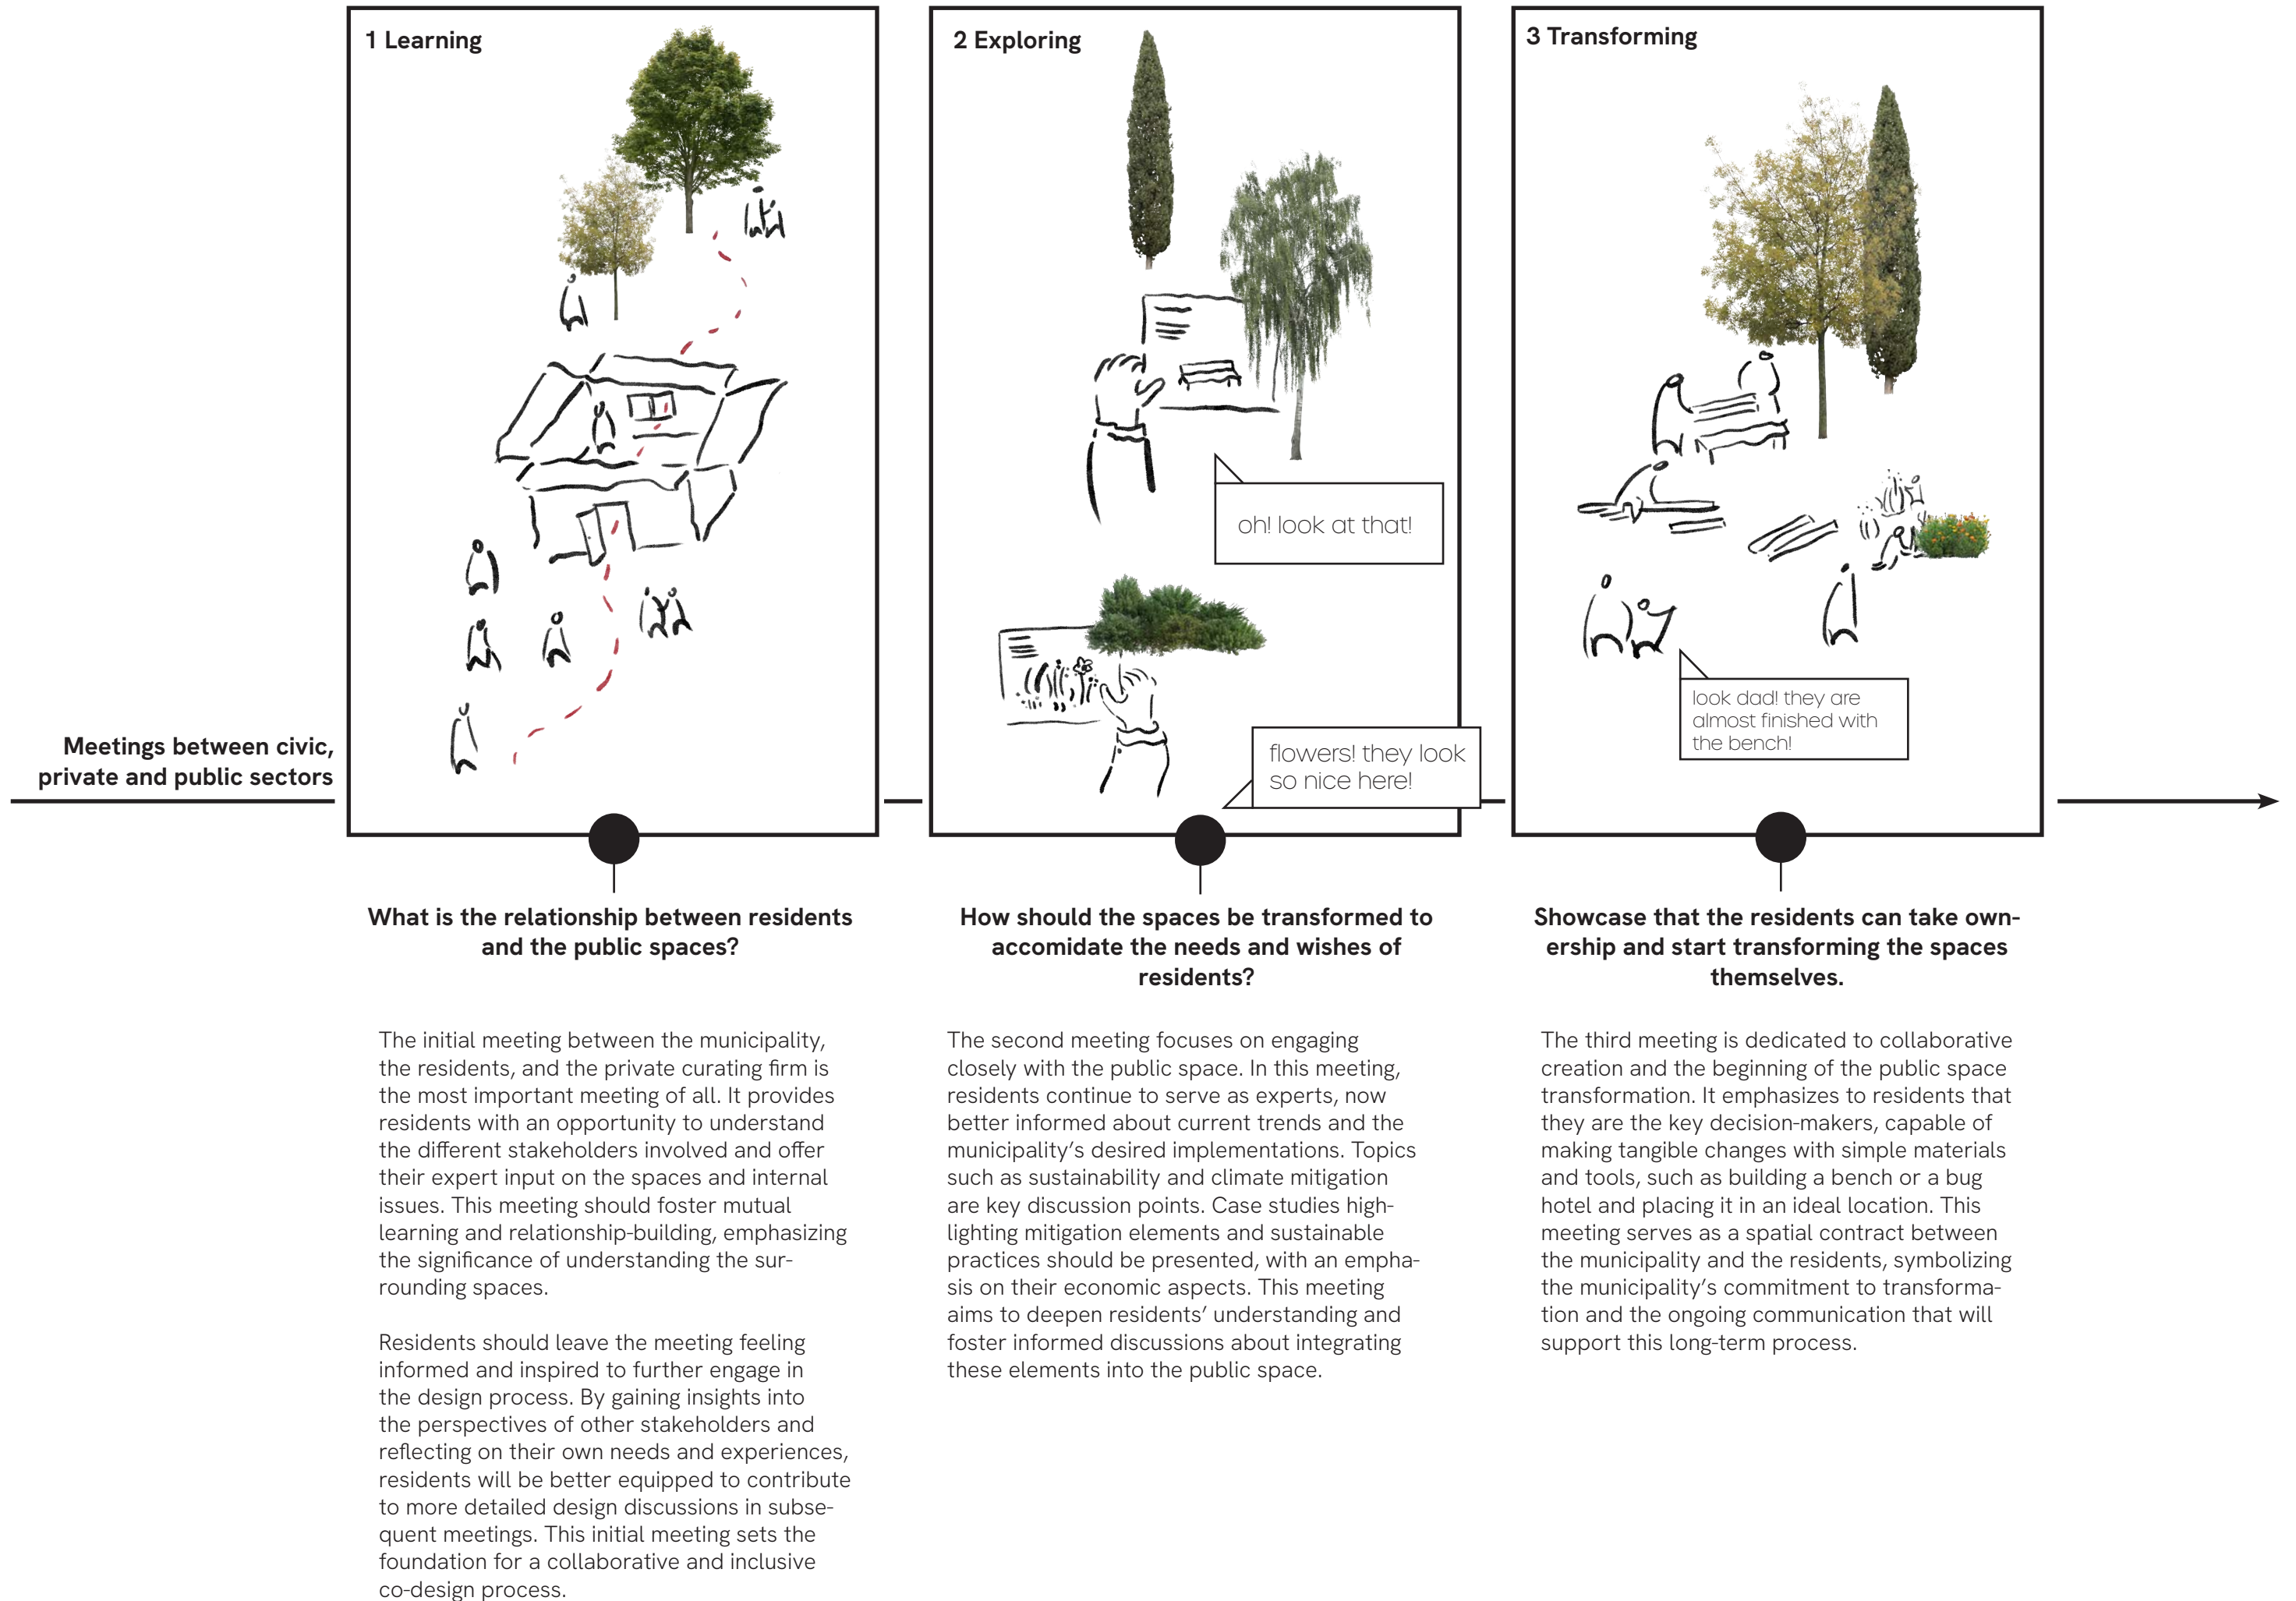 1 Learning
2 Exploring
3 Transforming
oh! look at that!
flowers! they look
so nice here!
look dad! they are
almost finished with
the bench!
Meetings between civic,
private and public sectors
What is the relationship between residents
and the public spaces?
The initial meeting between the municipality,
the residents, and the private curating firm is
the most important meeting of all. It provides
residents with an opportunity to understand
the different stakeholders involved and offer
their expert input on the spaces and internal
issues. This meeting should foster mutual
learning and relationship-building, emphasizing
the significance of understanding the sur-
rounding spaces.
Residents should leave the meeting feeling
informed and inspired to further engage in
the design process. By gaining insights into
the perspectives of other stakeholders and
reflecting on their own needs and experiences,
residents will be better equipped to contribute
to more detailed design discussions in subse-
quent meetings. This initial meeting sets the
foundation for a collaborative and inclusive
co-design process.
How should the spaces be transformed to
accomidate the needs and wishes of
residents?
The second meeting focuses on engaging
closely with the public space. In this meeting,
residents continue to serve as experts, now
better informed about current trends and the
municipality's desired implementations. Topics
such as sustainability and climate mitigation
are key discussion points. Case studies high-
lighting mitigation elements and sustainable
practices should be presented, with an empha-
sis on their economic aspects. This meeting
aims to deepen residents' understanding and
foster informed discussions about integrating
these elements into the public space.
Showcase that the residents can take own-
ership and start transforming the spaces
themselves.
The third meeting is dedicated to collaborative
creation and the beginning of the public space
transformation. It emphasizes to residents that
they are the key decision-makers, capable of
making tangible changes with simple materials
and tools, such as building a bench or a bug
hotel and placing it in an ideal location. This
meeting serves as a spatial contract between
the municipality and the residents, symbolizing
the municipality's commitment to transforma-
tion and the ongoing communication that will
support this long-term process.